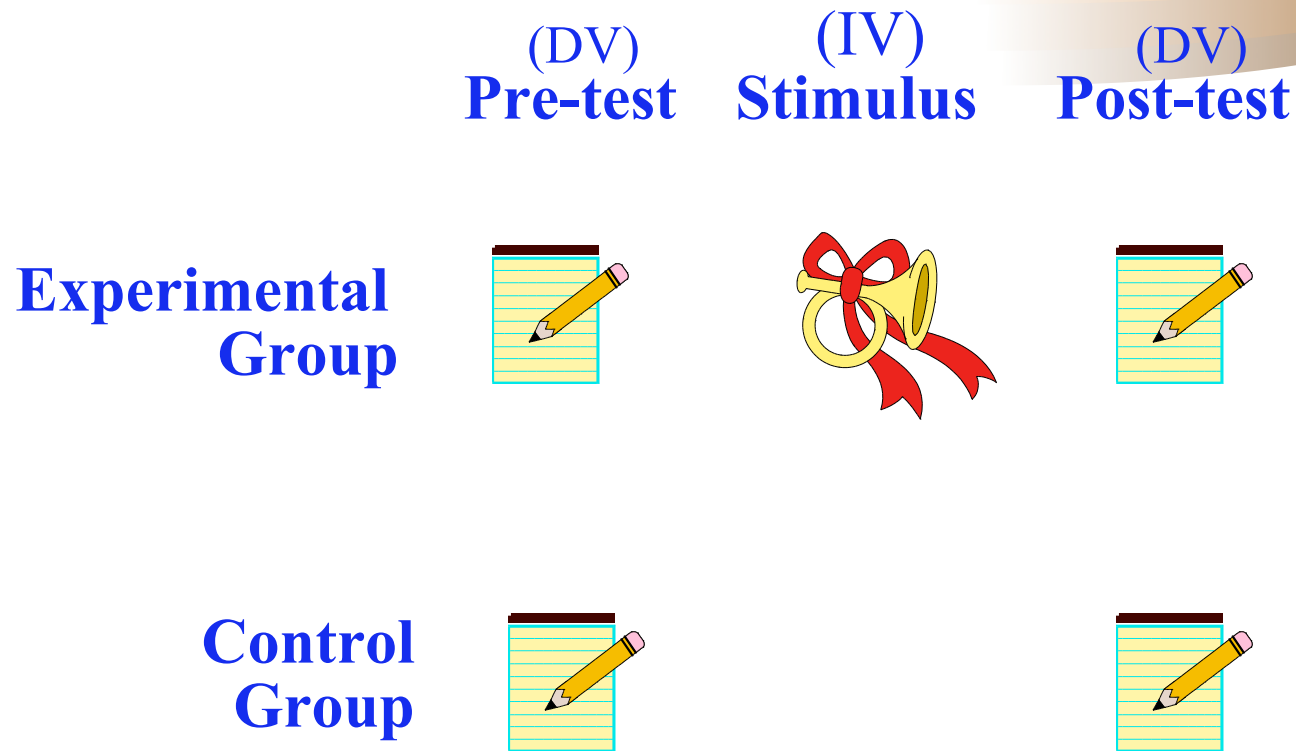 (DV) (IV) (DV)
Pre-test Stimulus Post-test
Experimental
Group
Control
Group